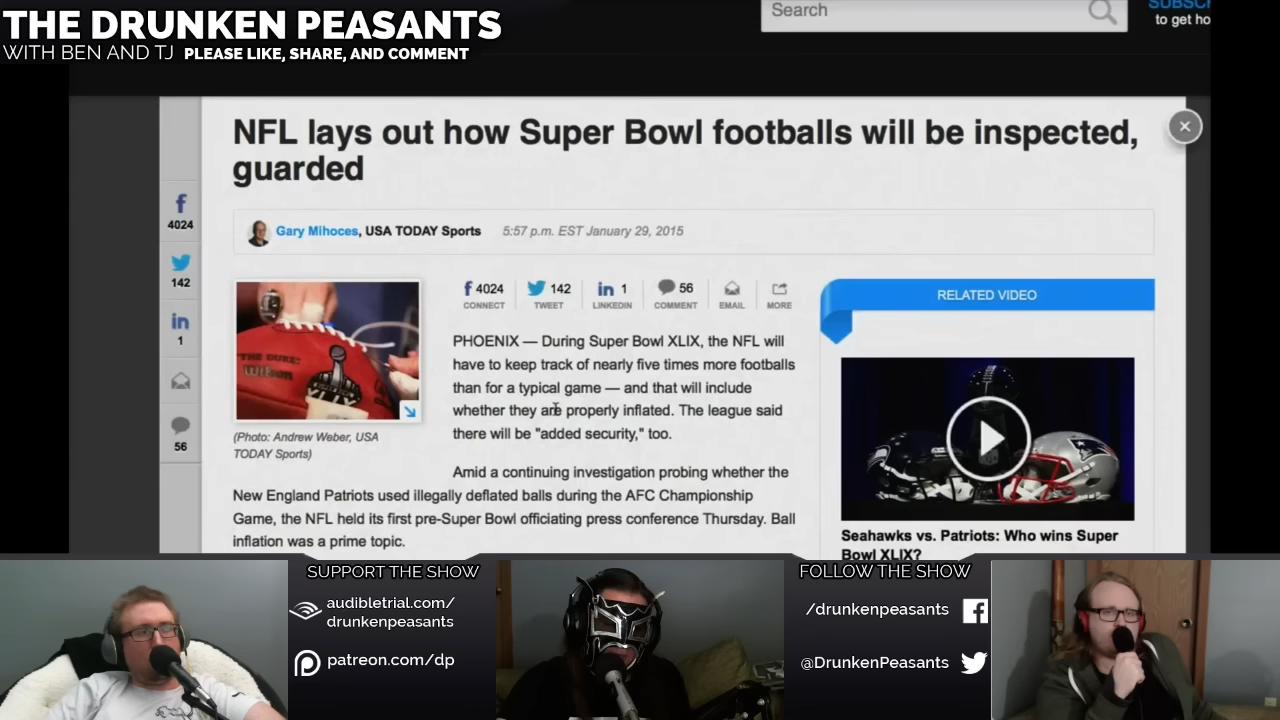 THE DRUNKEN PEASANTS
WITH BEN AND TJ PLEASE LIKE, SHARE, AND COMMENT
Search
SUBSC
to get ho
NFL lays out how Super Bowl footballs will be inspected,
guarded
Gary Mihoces, USA TODAY Sports 5:57 p.m. EST January 29, 2015
4024
142
1
56
4024
CONNECT
142
TWEET
1
LINKEDIN
56
COMMENT
EMAIL
MORE
"THE DUKE"
Wilson
XLIX
(Photo: Andrew Weber, USA
TODAY Sports)
PHOENIX — During Super Bowl XLIX, the NFL will
have to keep track of nearly five times more footballs
than for a typical game — and that will include
whether they are properly inflated. The league said
there will be "added security," too.
Amid a continuing investigation probing whether the
New England Patriots used illegally deflated balls during the AFC Championship
Game, the NFL held its first pre-Super Bowl officiating press conference Thursday. Ball
inflation was a prime topic.
RELATED VIDEO
Seahawks vs. Patriots: Who wins Super
Bowl XLIX?
SUPPORT THE SHOW
audibletrial.com/
drunkenpeasants
patreon.com/dp
FOLLOW THE SHOW
/drunkenpeasants
@DrunkenPeasants